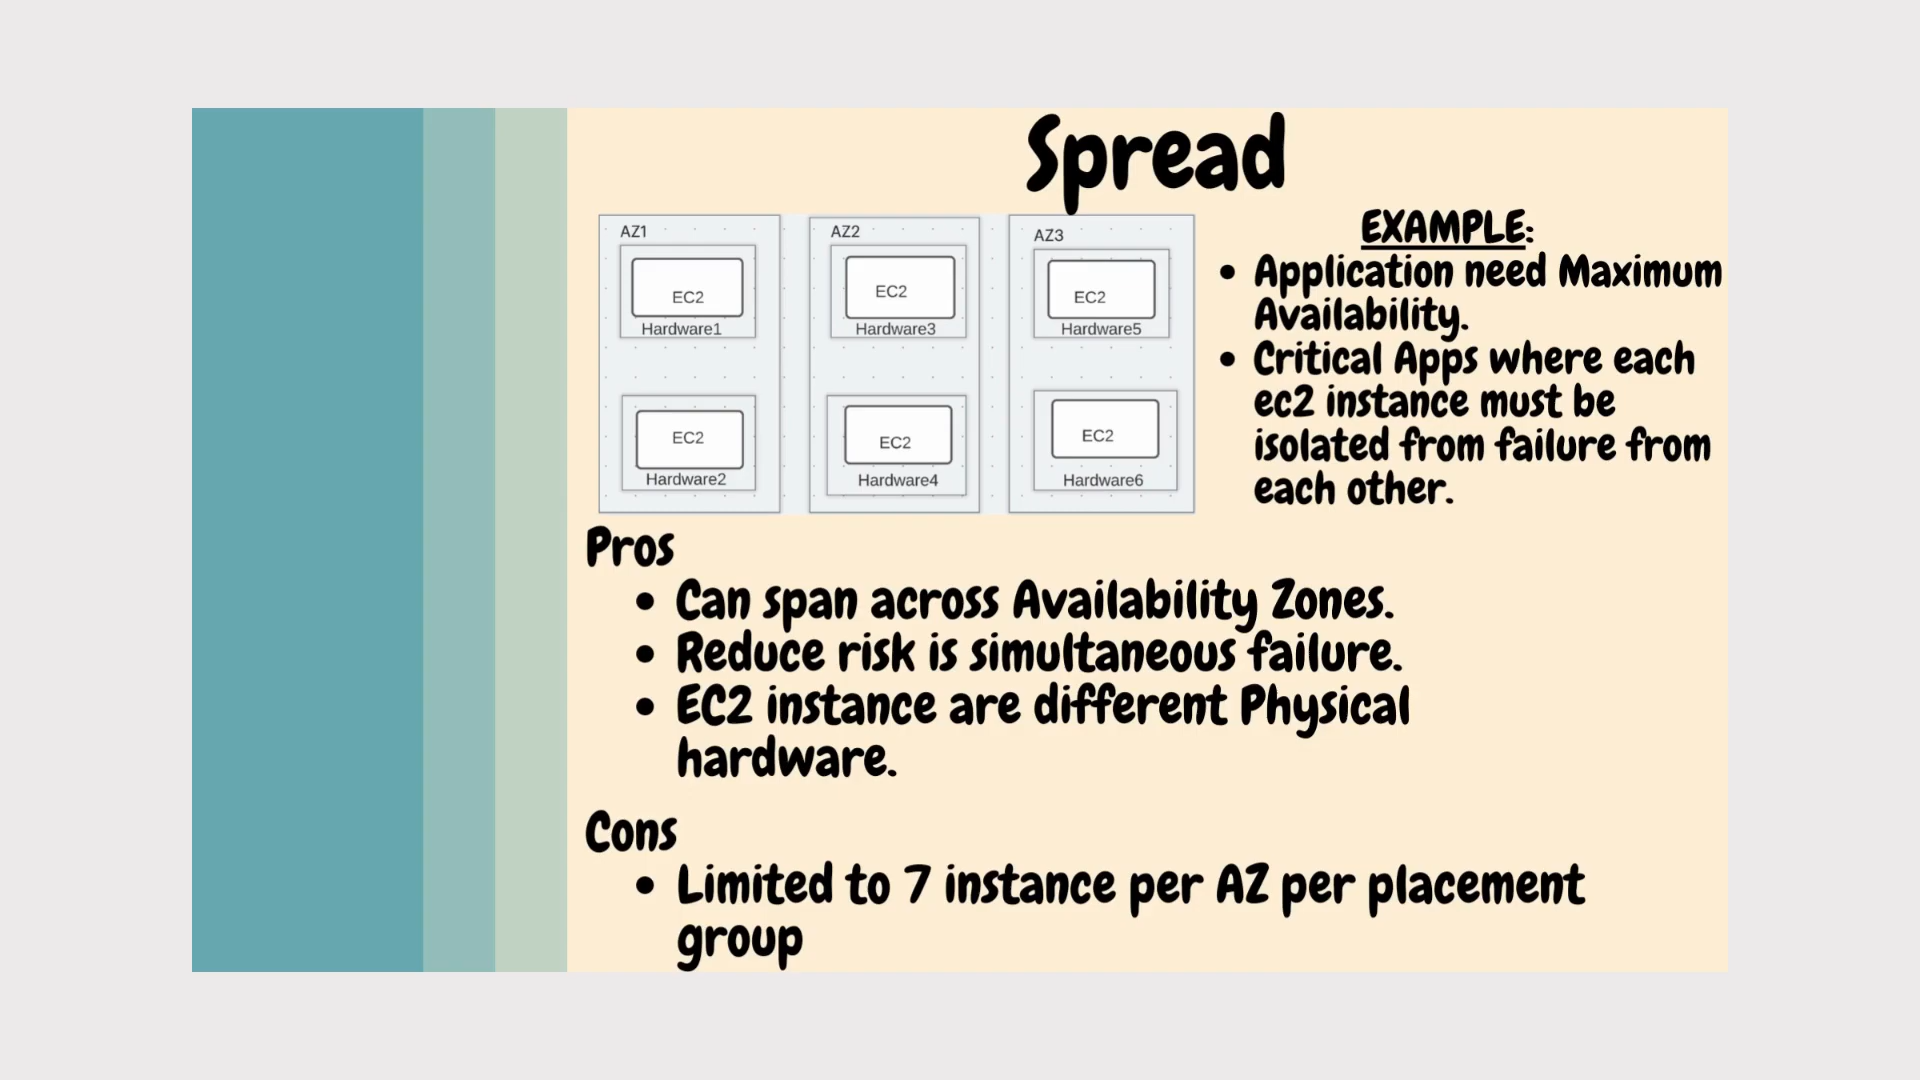 Spread
AZ1
EC2
Hardware1
EC2
Hardware2
AZ2
EC2
Hardware3
EC2
Hardware4
AZ3
EC2
Hardware5
EC2
Hardware6
EXAMPLE:
• Application need Maximum
Availability.
• Critical Apps where each
ec2 instance must be
isolated from failure from
each other.
Pros
• Can span across Availability Zones.
• Reduce risk is simultaneous failure.
• EC2 instance are different Physical
hardware.
Cons
• Limited to 7 instance per AZ per placement
group